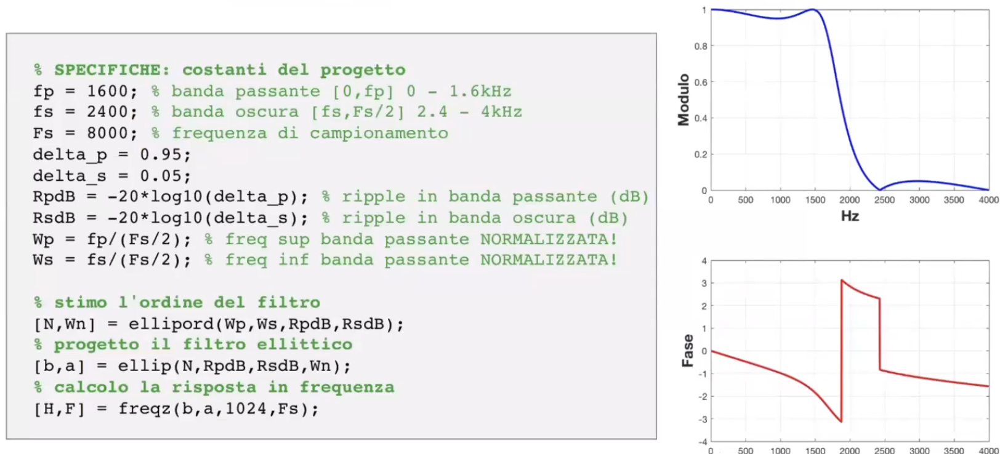 % SPECIFICHE: costanti del progetto
fp = 1600; % banda passante [0,fp] 0 - 1.6kHz
fs = 2400; % banda oscura [fs,Fs/2] 2.4 - 4kHz
Fs = 8000; % frequenza di campionamento
delta_p = 0.95;
delta_s = 0.05;
RpdB = -20*log10(delta_p); % ripple in banda passante (dB)
RsdB = -20*log10(delta_s); % ripple in banda oscura (dB)
Wp = fp/(Fs/2); % freq sup banda passante NORMALIZZATA!
Ws = fs/(Fs/2); % freq inf banda passante NORMALIZZATA!
% stimo l'ordine del filtro
[N,Wn] = ellipord(Wp,Ws,RpdB,RsdB);
% progetto il filtro ellittico
[b,a] = ellip(N,RpdB,RsdB,Wn);
% calcolo la risposta in frequenza
[H,F] = freqz(b,a,1024,Fs);
Modulo
1
0.8
0.6
0.4
0.2
0
0 500 1000 1500 2000 2500 3000 3500 4000
Hz
Fase
4
3
2
1
0
-1
-2
-3
-4
0 500 1000 1500 2000 2500 3000 3500 4000